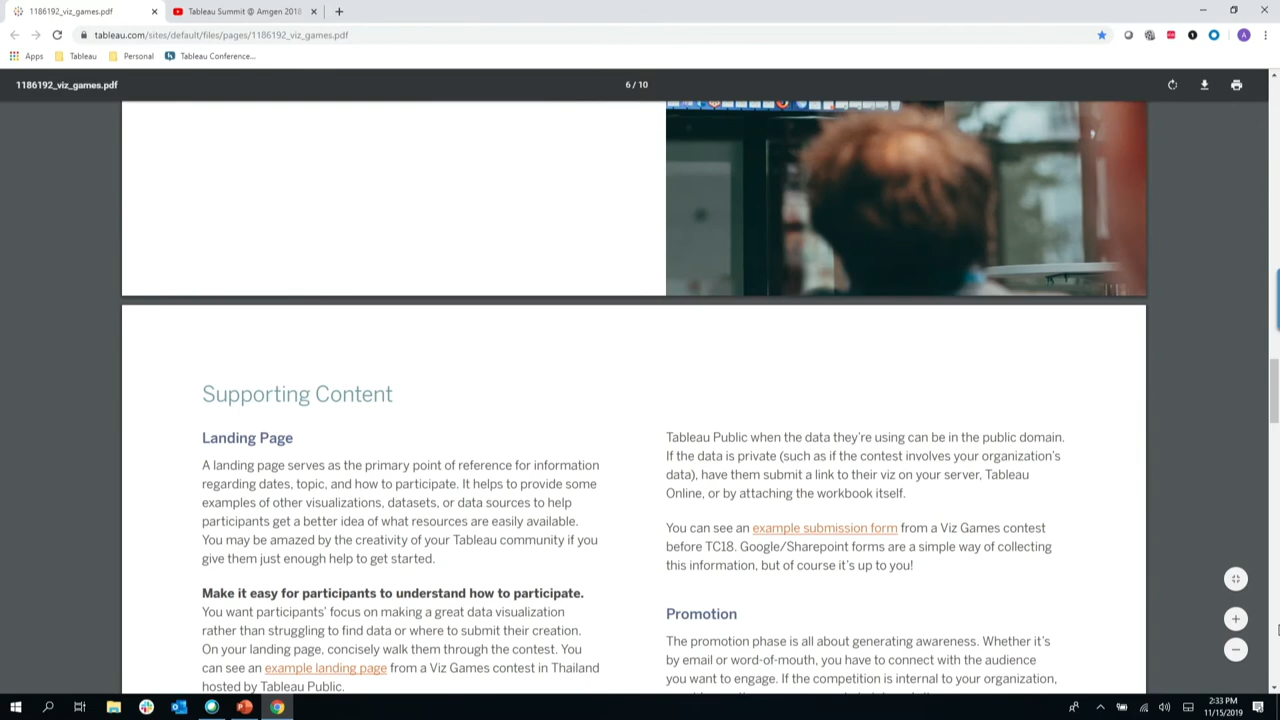 1186192_viz_games.pdf
Tableau Summit @ Amgen 2018
tableau.com/sites/default/files/pages/1186192_viz_games.pdf
Apps
Tableau
Personal
Tableau Conference...
1186192_viz_games.pdf
6 / 10
Supporting Content
Landing Page
A landing page serves as the primary point of reference for information
regarding dates, topic, and how to participate. It helps to provide some
examples of other visualizations, datasets, or data sources to help
participants get a better idea of what resources are easily available.
You may be amazed by the creativity of your Tableau community if you
give them just enough help to get started.
Make it easy for participants to understand how to participate.
You want participants' focus on making a great data visualization
rather than struggling to find data or where to submit their creation.
On your landing page, concisely walk them through the contest. You
can see an example landing page from a Viz Games contest in Thailand
hosted by Tableau Public.
Tableau Public when the data they're using can be in the public domain.
If the data is private (such as if the contest involves your organization's
data), have them submit a link to their viz on your server, Tableau
Online, or by attaching the workbook itself.
You can see an example submission form from a Viz Games contest
before TC18. Google/Sharepoint forms are a simple way of collecting
this information, but of course it's up to you!
Promotion
The promotion phase is all about generating awareness. Whether it's
by email or word-of-mouth, you have to connect with the audience
you want to engage. If the competition is internal to your organization,
2:33 PM
11/15/2019